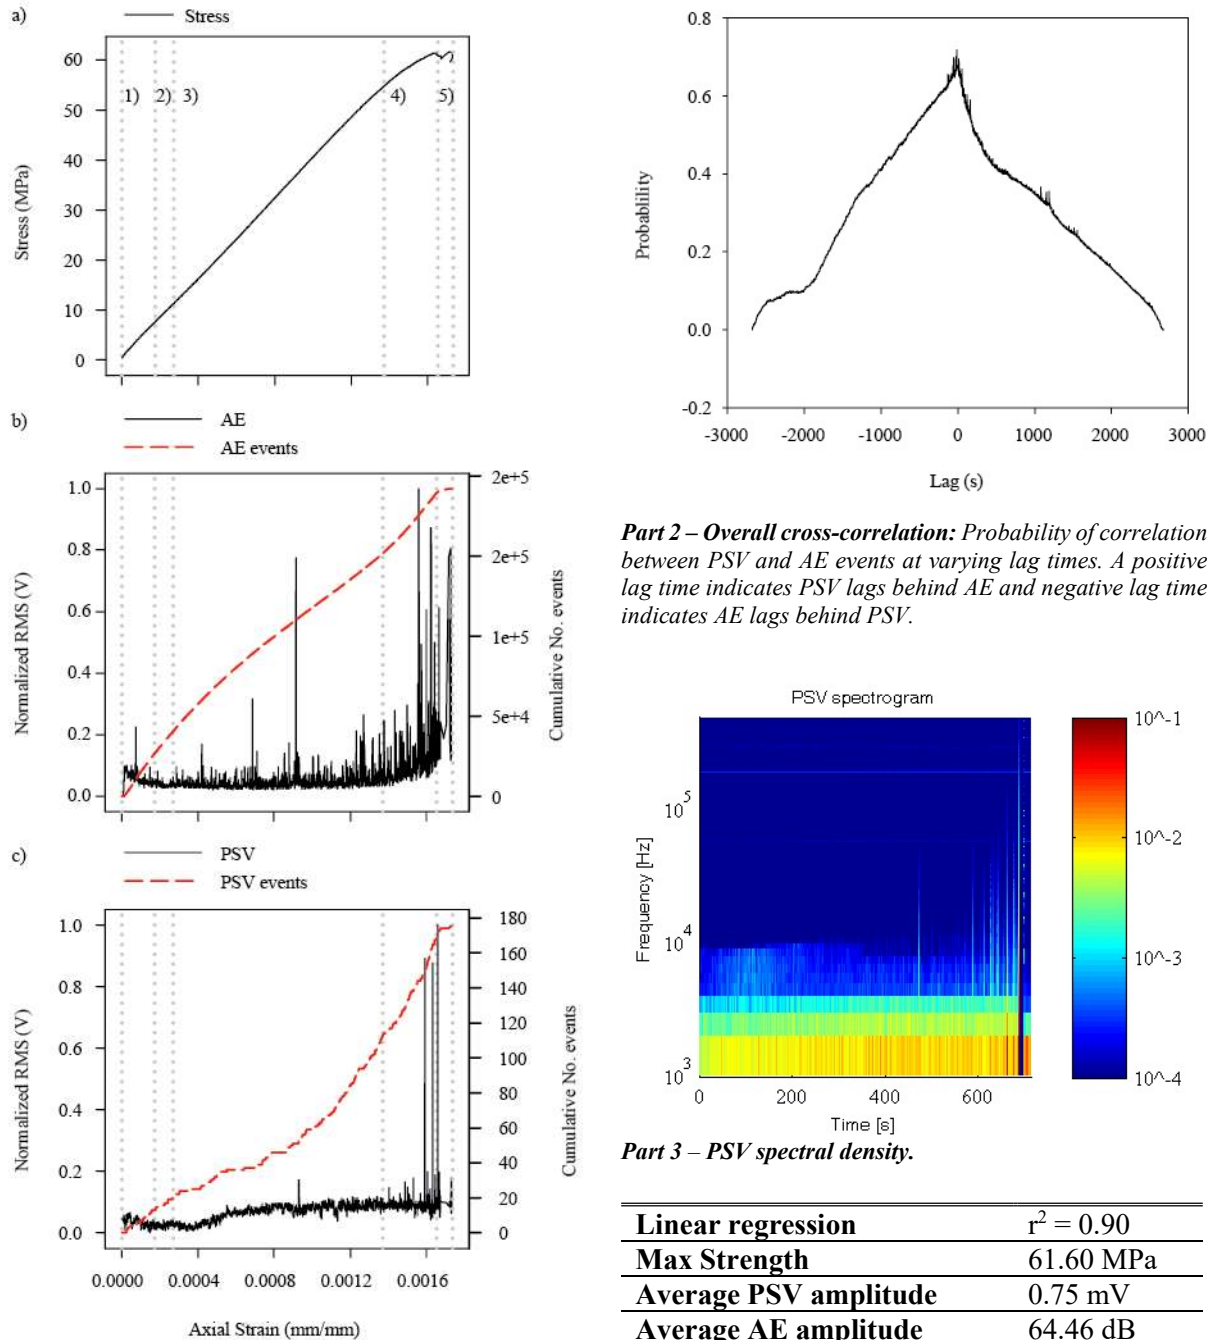 a)
Stress
60
50
40
30
20
10
0
1)
2)
3)
4)
5)
Stress (MPa)
b)
AE
AE events
1.0
0.8
0.6
0.4
0.2
0.0
Normalized RMS (V)
2e+5
2e+5
1e+5
5e+4
0
Cumulative No. events
c)
PSV
PSV events
1.0
0.8
0.6
0.4
0.2
0.0
Normalized RMS (V)
180
160
140
120
100
80
60
40
20
0
Cumulative No. events
0.0000 0.0004 0.0008 0.0012 0.0016
Axial Strain (mm/mm)
0.8
0.6
0.4
0.2
0.0
-0.2
Probablility
-3000 -2000 -1000 0 1000 2000 3000
Lag (s)
Part 2 – Overall cross-correlation: Probability of correlation
between PSV and AE events at varying lag times. A positive
lag time indicates PSV lags behind AE and negative lag time
indicates AE lags behind PSV.
PSV spectrogram
10^5
10^4
10^3
Frequency [Hz]
0 200 400 600
Time [s]
10^-1
10^-2
10^-3
10^-4
Part 3 – PSV spectral density.
Linear regression r² = 0.90
Max Strength 61.60 MPa
Average PSV amplitude 0.75 mV
Average AE amplitude 64.46 dB